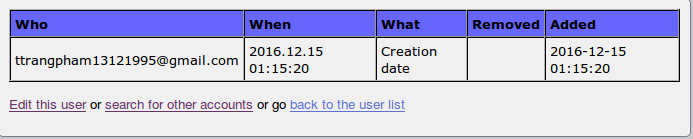 Who When What Removed Added
ttrangpham13121995@gmail.com 2016.12.15 01:15:20 Creation date 2016-12-15 01:15:20
Edit this user or search for other accounts or go back to the user list